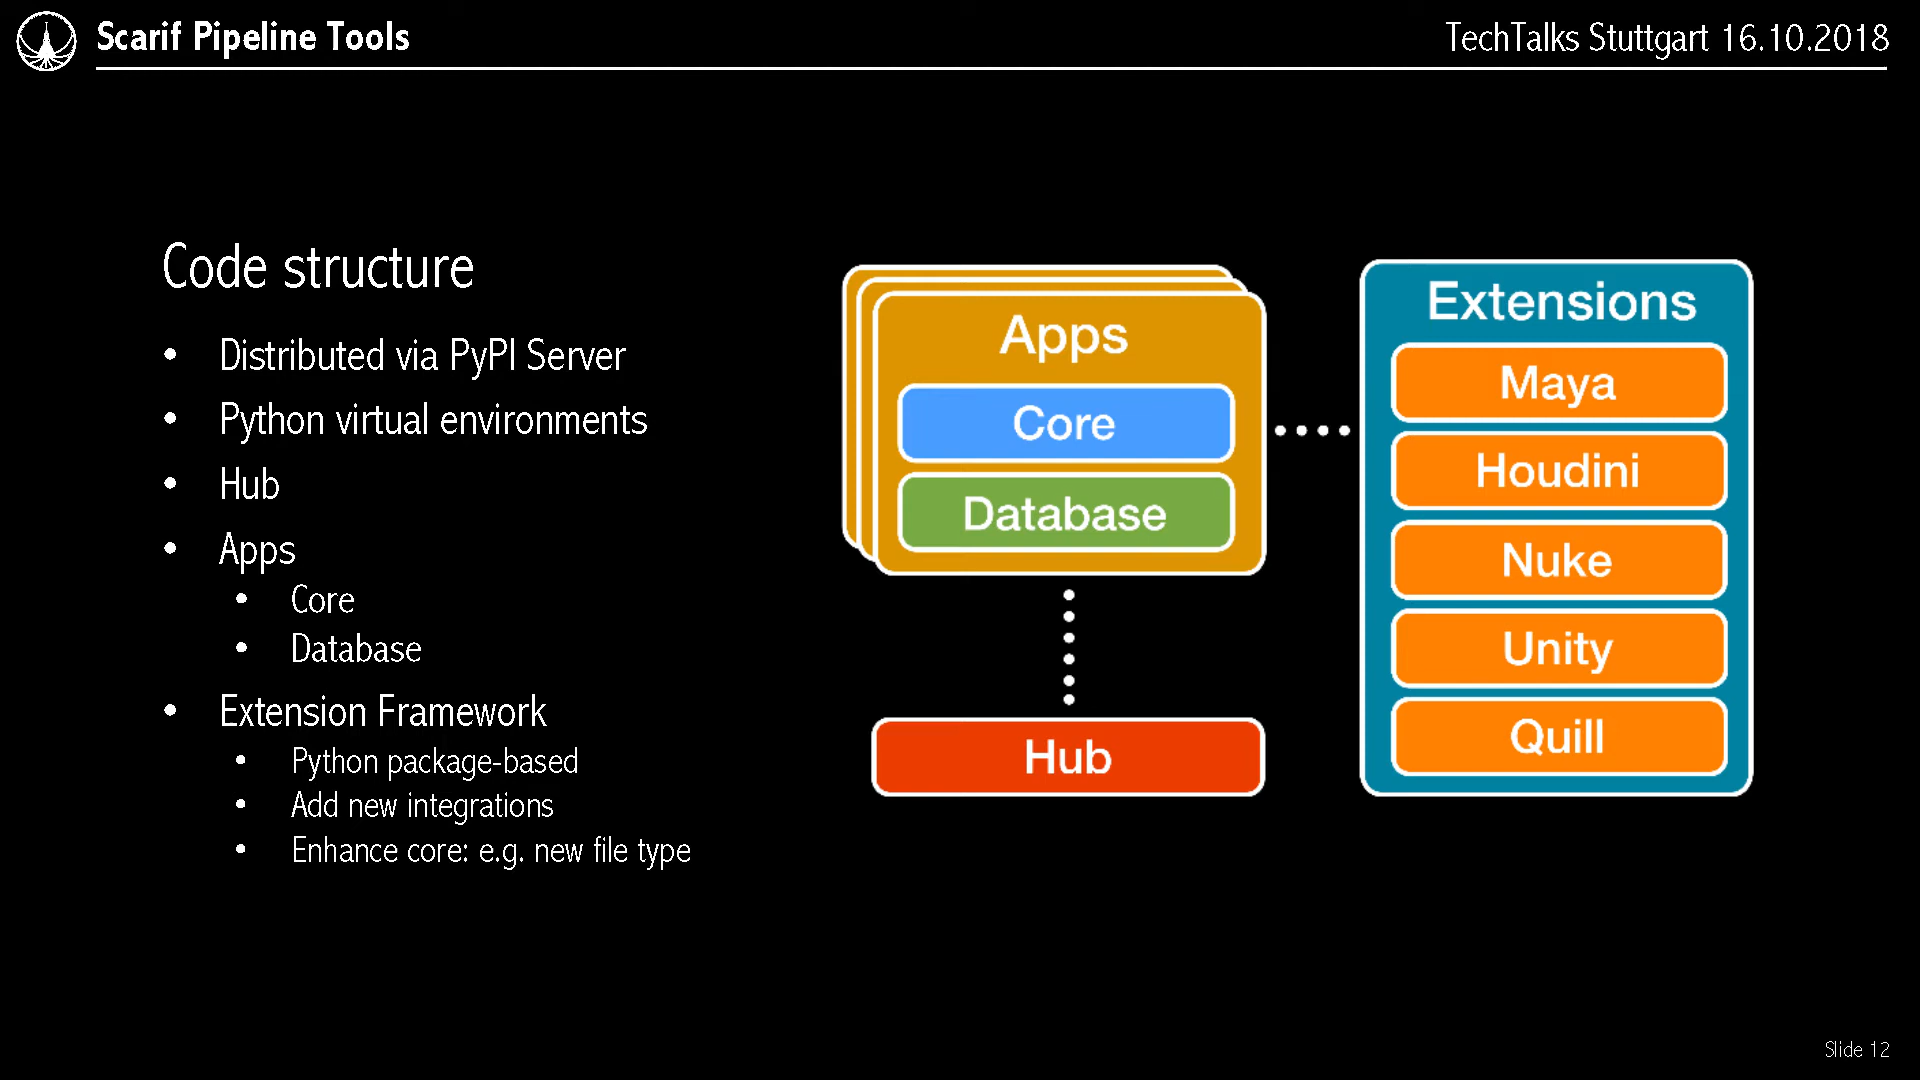 Scarif Pipeline Tools
TechTalks Stuttgart 16.10.2018
Code structure
• Distributed via PyPI Server
• Python virtual environments
• Hub
• Apps
• Core
• Database
• Extension Framework
• Python package-based
• Add new integrations
• Enhance core: e.g. new file type
Apps
Core
Database
Hub
Extensions
Maya
Houdini
Nuke
Unity
Quill
Slide 12